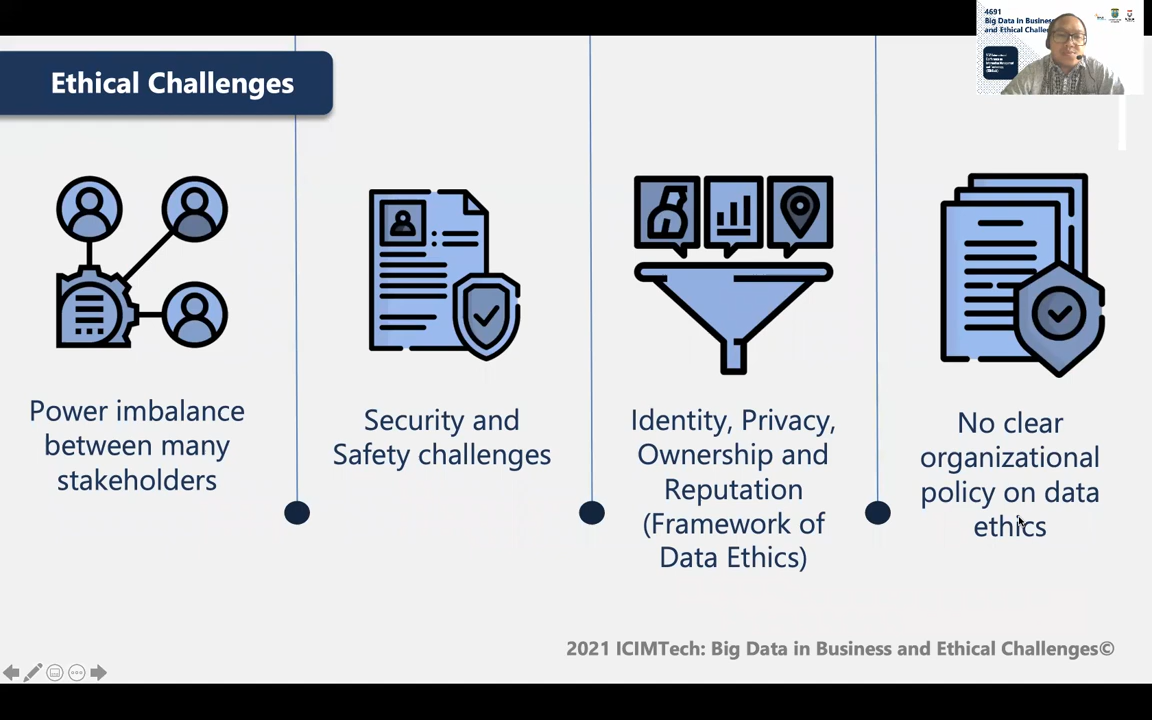 4691
Big Data in Business
and Ethical Challe
Ethical Challenges
Power imbalance
between many
stakeholders
Security and
Safety challenges
Identity, Privacy,
Ownership and
Reputation
(Framework of
Data Ethics)
No clear
organizational
policy on data
ethics
2021 ICIMTech: Big Data in Business and Ethical Challenges©